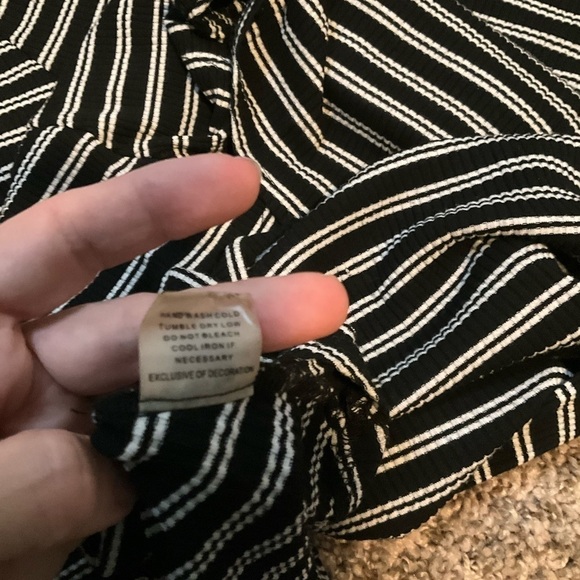 HAND WASH COLD
TUMBLE DRY LOW
DO NOT BLEACH
COOL IRON IF
NECESSARY
EXCLUSIVE OF DECORATION